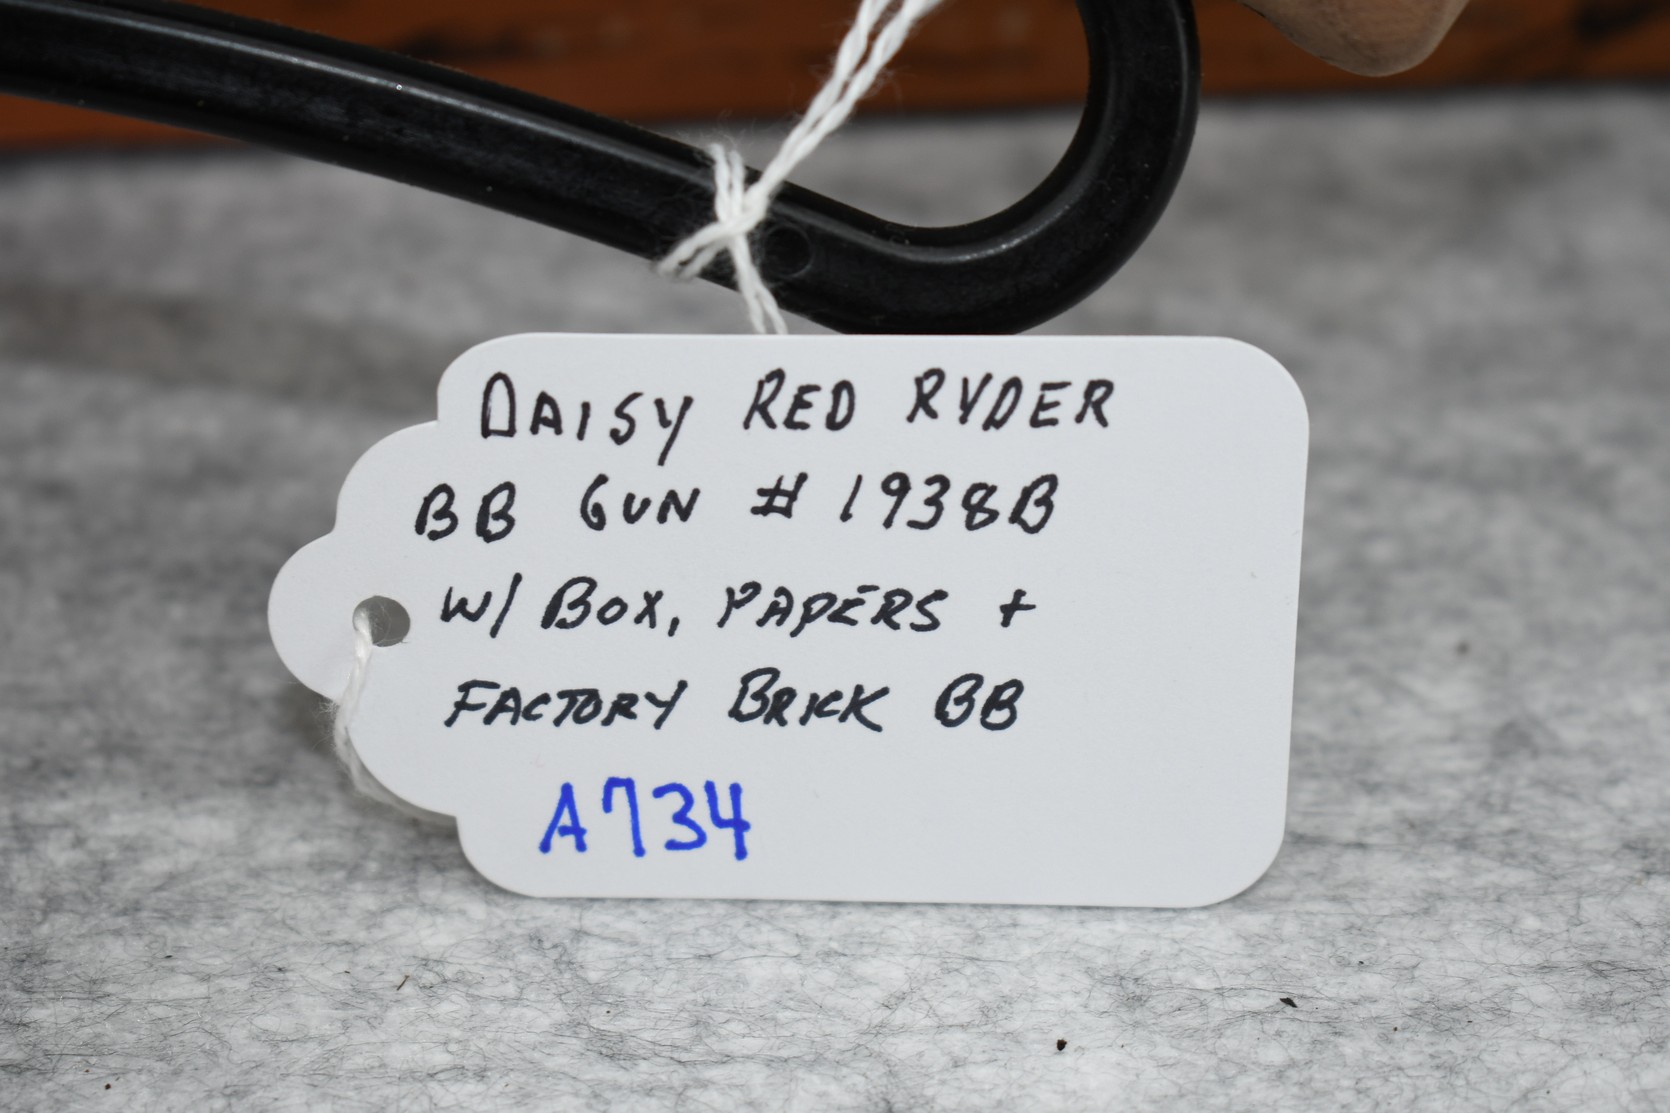 DAISY RED RYDER
BB GUN # 1938B
W/ BOX, PAPERS +
FACTORY BRICK BB
A734